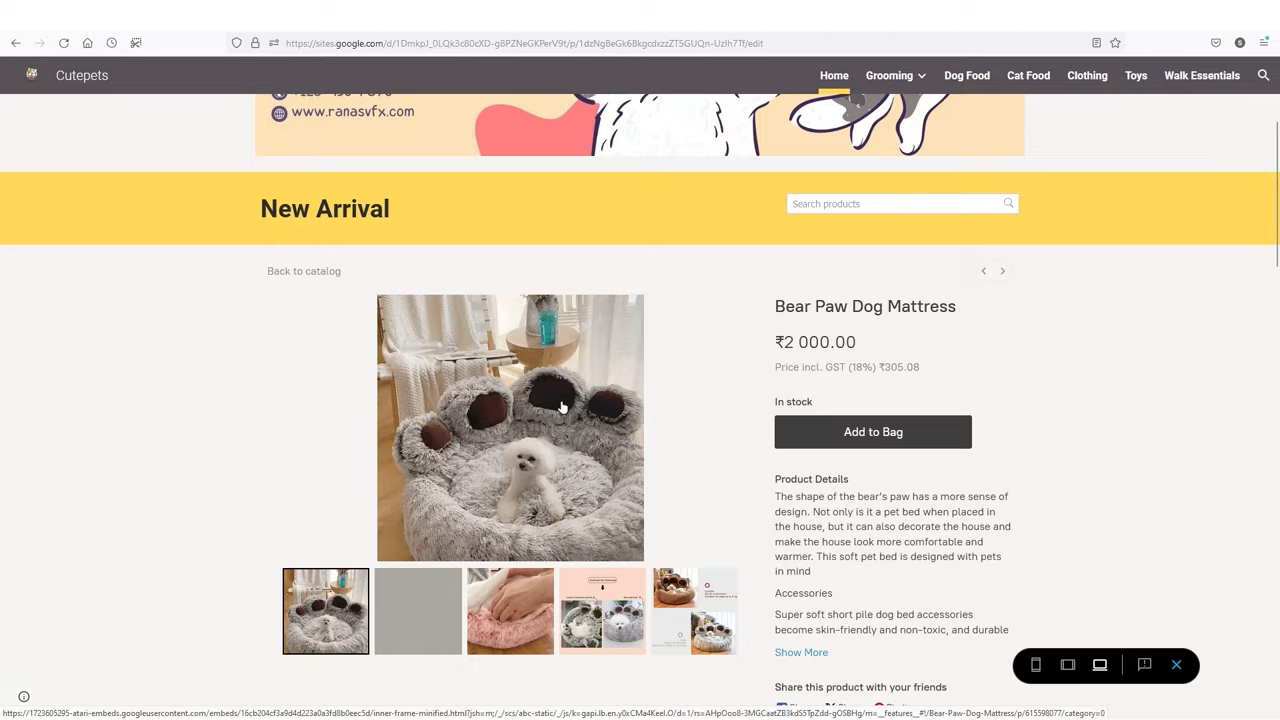 https://sites.google.com/d/1DmkpJ_0LQk3c80cXD-g8PZNeGKPerV9t/p/1dzNgBeGk6BkgcdxzzZT5GUQn-UzIh7Tf/edit
Cutepets
Home
Grooming
Dog Food
Cat Food
Clothing
Toys
Walk Essentials
www.ranasvfx.com
New Arrival
Search products
Back to catalog
Bear Paw Dog Mattress
₹2 000.00
Price incl. GST (18%) ₹305.08
In stock
Add to Bag
Product Details
The shape of the bear's paw has a more sense of
design. Not only is it a pet bed when placed in
the house, but it can also decorate the house and
make the house look more comfortable and
warmer. This soft pet bed is designed with pets
in mind
Accessories
Super soft short pile dog bed accessories
become skin-friendly and non-toxic, and durable
Show More
Share this product with your friends